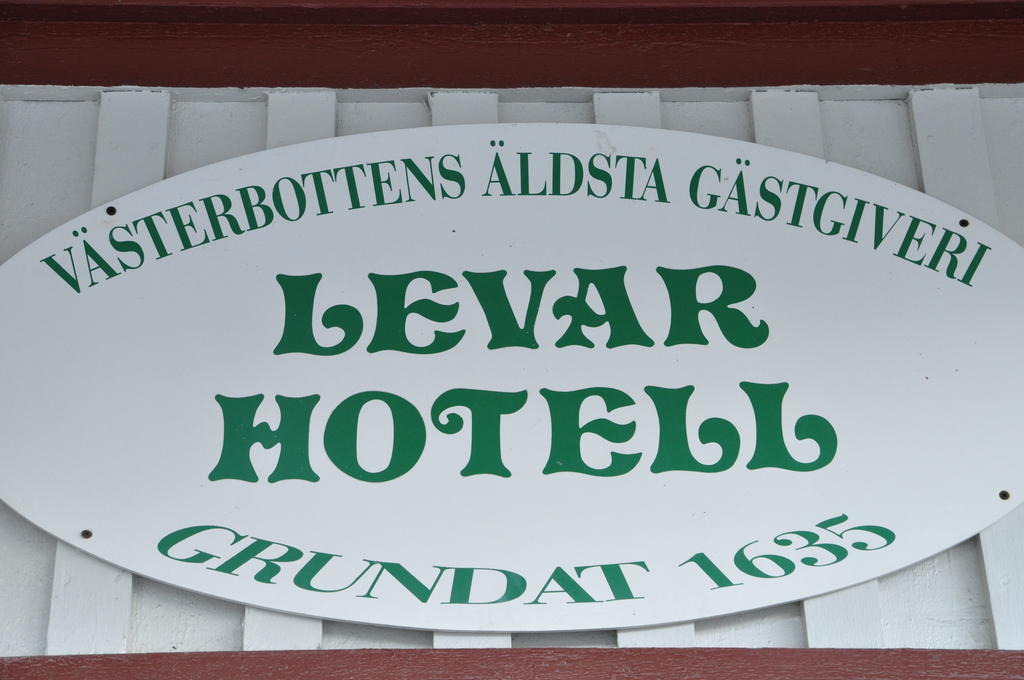 VÄSTERBOTTENS ÄLDSTA GÄSTGIVERI
LEVAR
HOTELL
GRUNDAT 1635